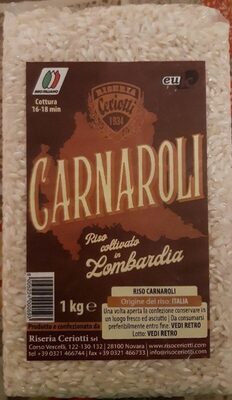 RISO ITALIANO
eu
Cottura
16-18 min
RISERIA
Ceriotti
1934
CARNAROLI
Riso
coltivato
in
Lombardia
1 kg e
RISO CARNAROLI
Origine del riso: ITALIA
Una volta aperta la confezione conservare in
un luogo fresco ed asciutto | Da consumarsi
preferibilmente entro fine: VEDI RETRO
Lotto: VEDI RETRO
Prodotto e confezionato da
Riseria Ceriotti Srl
Corso Vercelli, 122-130-132 | 28100 Novara | www.risoceriotti.com
tel +39 0321 466744 | fax +39 0321 466733 | info@risoceriotti.com